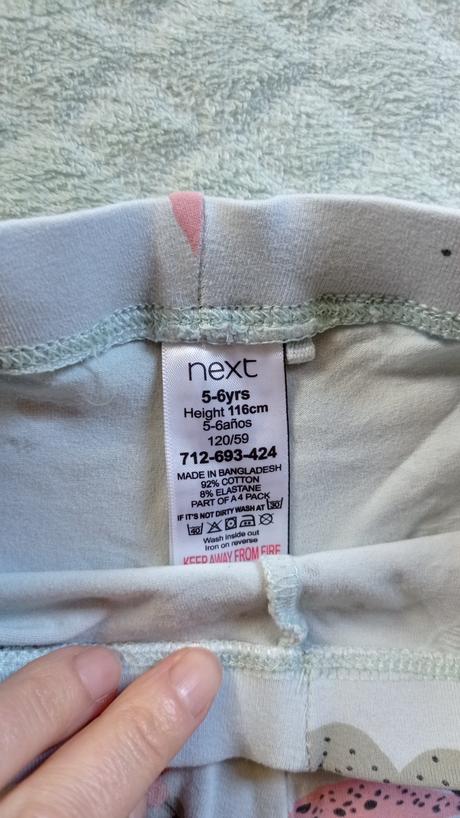 next
5-6yrs
Height 116cm
5-6años
120/59
712-693-424
MADE IN BANGLADESH
92% COTTON
8% ELASTANE
PART OF A 4 PACK
IF IT'S NOT DIRTY WASH AT 30
40
Wash inside out
Iron on reverse
KEEP AWAY FROM FIRE